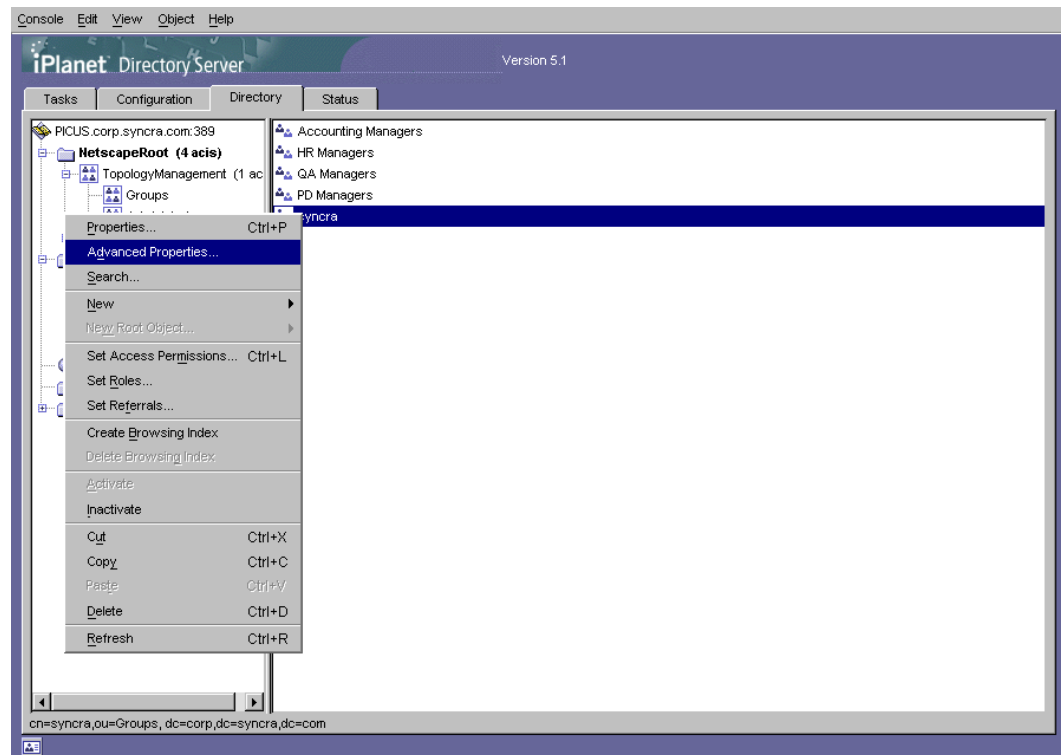 Console Edit View Object Help
iPlanet Directory Server
Version 5.1
Tasks Configuration Directory Status
PICUS.corp.syncra.com:389
NetscapeRoot (4 acis)
TopologyManagement (1 ac
Groups
Accounting Managers
HR Managers
QA Managers
PD Managers
syncra
Properties... Ctrl+P
Advanced Properties...
Search...
New
New Root Object...
Set Access Permissions... Ctrl+L
Set Roles...
Set Referrals...
Create Browsing Index
Delete Browsing Index
Activate
Inactivate
Cut Ctrl+X
Copy Ctrl+C
Paste Ctrl+V
Delete Ctrl+D
Refresh Ctrl+R
cn=syncra,ou=Groups, dc=corp,dc=syncra,dc=com